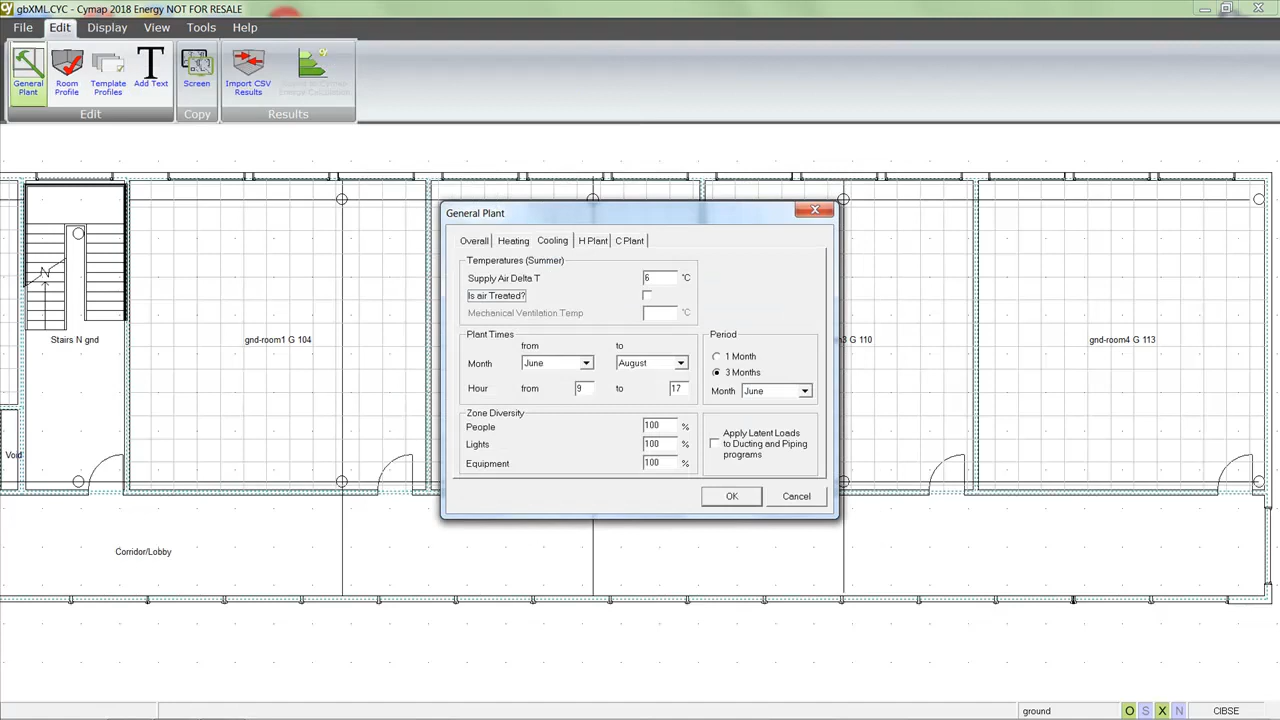 gbXML.CYC - Cymap 2018 Energy NOT FOR RESALE
File Edit Display View Tools Help
General Plant
Room Profile
Template Profiles
Add Text
Screen
Import CSV Results
Edit Copy Results
General Plant
Overall Heating Cooling H Plant C Plant
Temperatures (Summer)
Supply Air Delta T 6 °C
Is air Treated?
Mechanical Ventilation Temp °C
Plant Times
from to
Month June August
Hour from 9 to 17
Period
1 Month
3 Months
Month June
Zone Diversity
People 100 %
Lights 100 %
Equipment 100 %
Apply Latent Loads
to Ducting and Piping
programs
OK Cancel
N
Stairs N gnd
gnd-room1 G 104
3 G 110
gnd-room4 G 113
Void
Corridor/Lobby
ground O S X N CIBSE